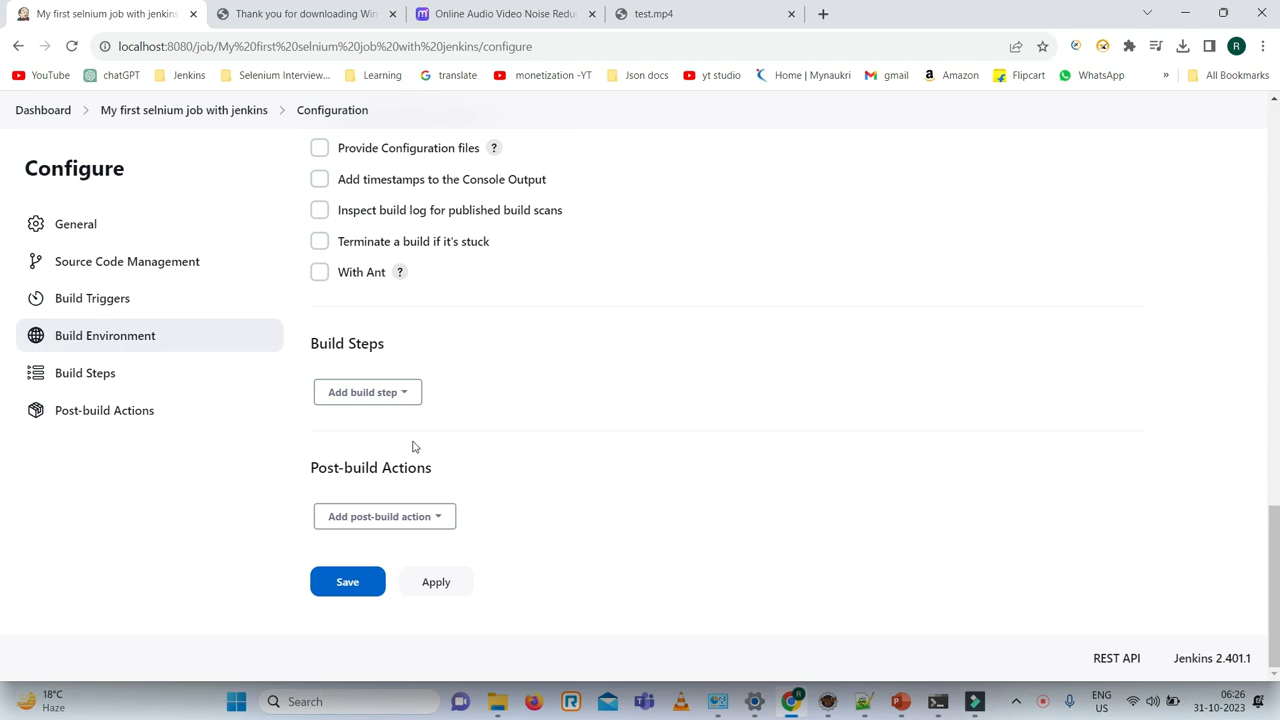 My first selnium job with jenkins
Thank you for downloading Win
Online Audio Video Noise Redu
test.mp4
localhost:8080/job/My%20first%20selnium%20job%20with%20jenkins/configure
R
YouTube
chatGPT
Jenkins
Selenium Interview...
Learning
translate
monetization -YT
Json docs
yt studio
Home | Mynaukri
gmail
Amazon
Flipcart
WhatsApp
»
All Bookmarks
Dashboard
My first selnium job with jenkins
Configuration
Configure
General
Source Code Management
Build Triggers
Build Environment
Build Steps
Post-build Actions
Provide Configuration files ?
Add timestamps to the Console Output
Inspect build log for published build scans
Terminate a build if it's stuck
With Ant ?
Build Steps
Add build step
Post-build Actions
Add post-build action
Save
Apply
REST API
Jenkins 2.401.1
18°C
Haze
Search
ENG
US
06:26
31-10-2023